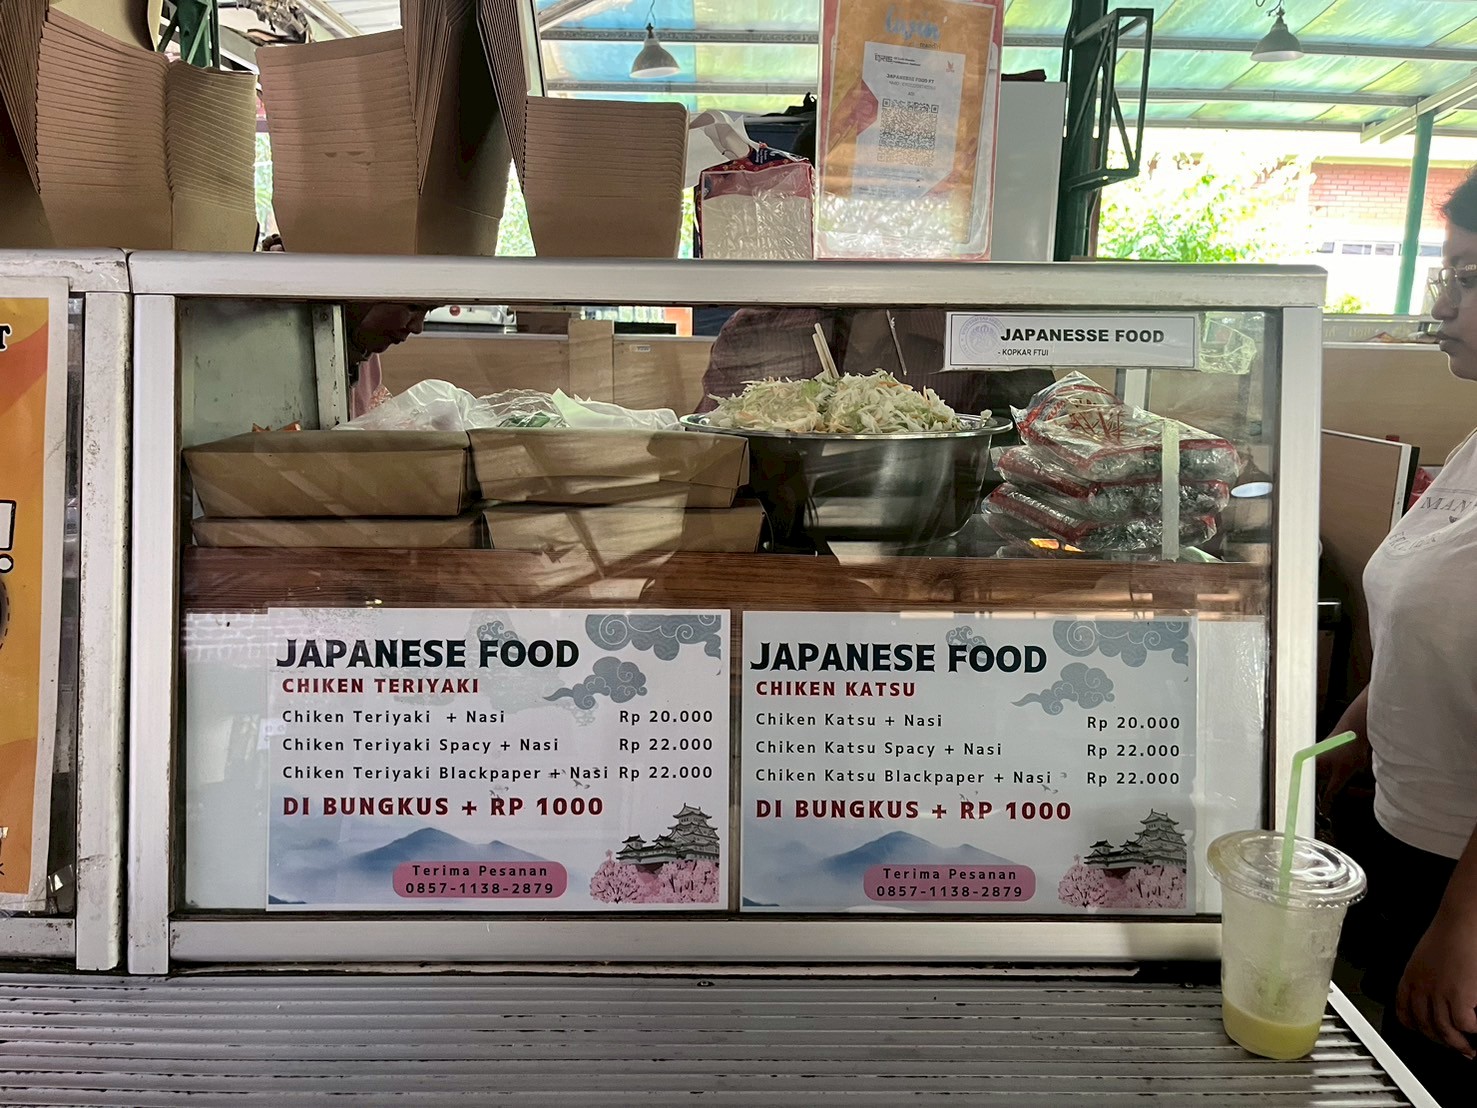 JAPANESE FOOD FT
JAPANESSE FOOD
- KOPKAR FTUI
T
JAPANESE FOOD
CHIKEN TERIYAKI
Chiken Teriyaki + Nasi Rp 20.000
Chiken Teriyaki Spacy + Nasi Rp 22.000
Chiken Teriyaki Blackpaper + Nasi Rp 22.000
DI BUNGKUS + RP 1000
Terima Pesanan
0857-1138-2879
JAPANESE FOOD
CHIKEN KATSU
Chiken Katsu + Nasi Rp 20.000
Chiken Katsu Spacy + Nasi Rp 22.000
Chiken Katsu Blackpaper + Nasi Rp 22.000
DI BUNGKUS + RP 1000
Terima Pesanan
0857-1138-2879